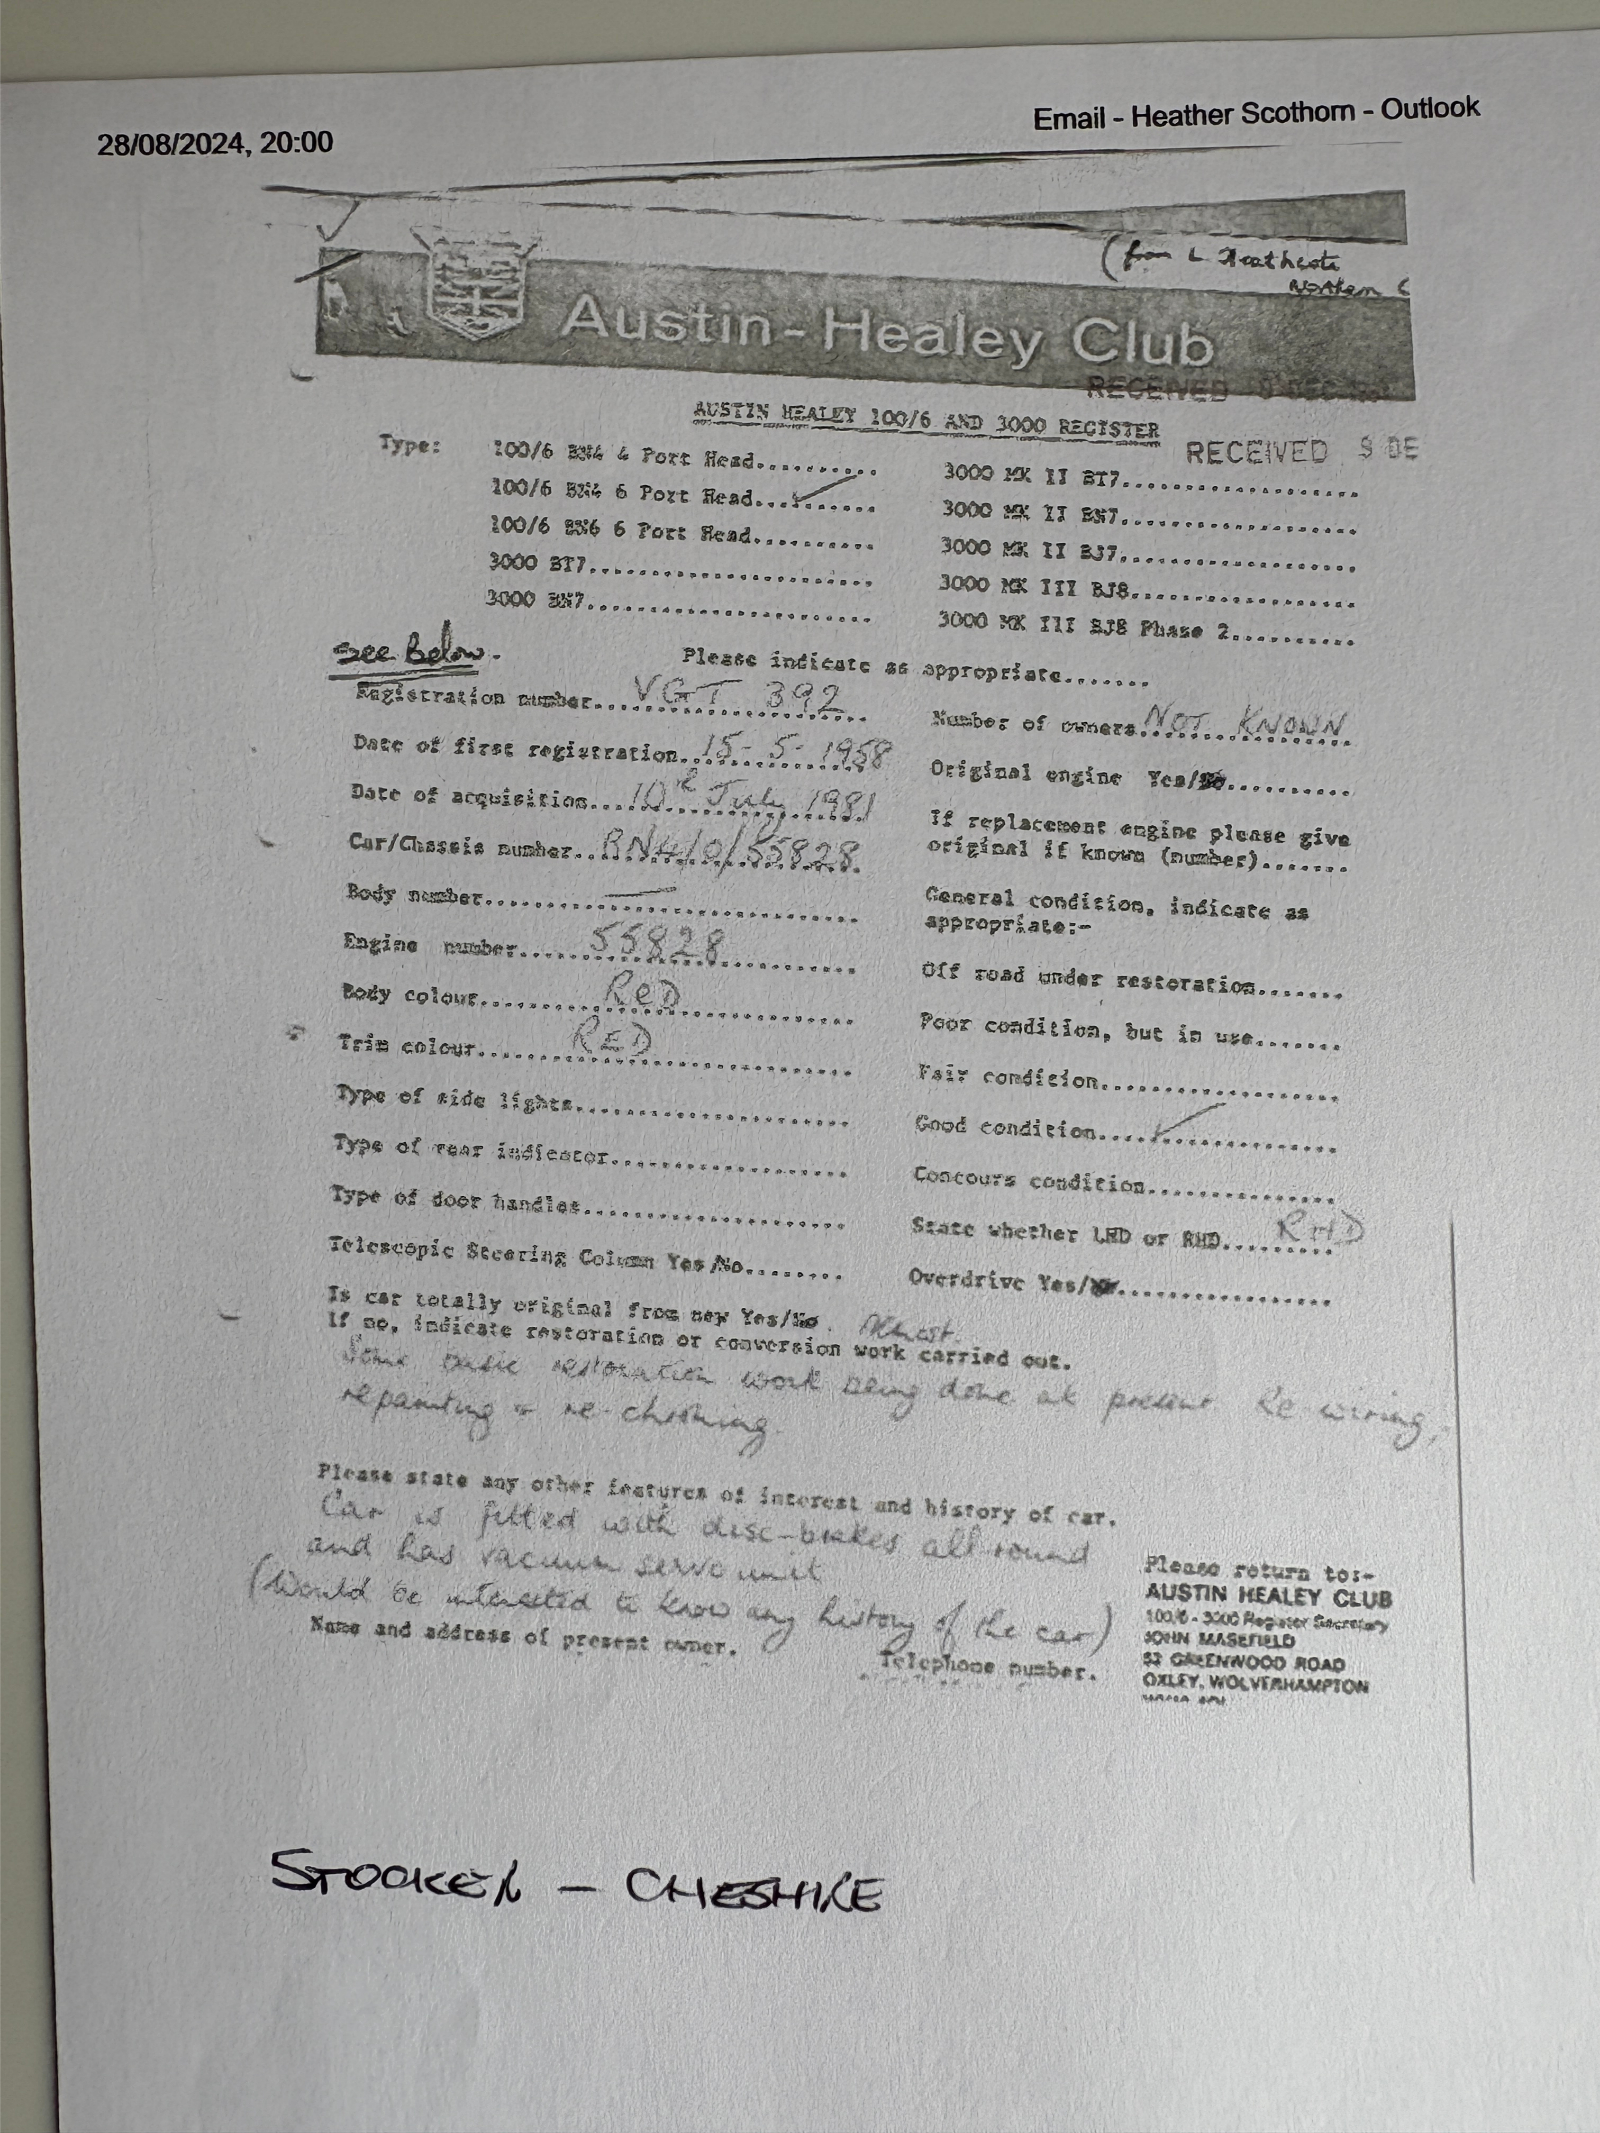 28/08/2024, 20:00 Email - Heather Scothorn - Outlook
(from L Heathcote
Northern C
Austin-Healey Club
RECEIVED 9 DEC
AUSTIN HEALEY 100/6 AND 3000 REGISTER
RECEIVED 9 DE
Type: 100/6 BN4 4 Port Head........... 3000 MK II BT7....................
100/6 BN4 6 Port Head....✓....... 3000 MK II BN7....................
100/6 BN6 6 Port Head........... 3000 MK II BJ7....................
3000 BT7.......................... 3000 MK III BJ8...................
3000 BN7.......................... 3000 MK III BJ8 Phase 2...........
See Below.
Please indicate as appropriate.......
Registration number....VGT 392
Date of first registration..15-5-1958
Date of acquisition....10th July 1981
Car/Chassis number...BN4/O/55828
Body number.......—.......
Engine number......55828
Body colour.........RED
Trim colour........RED
Type of side lights.....................
Type of rear indicator..................
Type of door handles....................
Telescopic Steering Column Yes/No........
Number of owners..NOT KNOWN
Original engine Yes/No...........
If replacement engine please give
original if known (number).......
General condition, indicate as
appropriate:-
Off road under restoration.......
Poor condition, but in use.......
Fair condition...................
Good condition....✓..............
Concours condition...............
State whether LHD or RHD...RHD
Overdrive Yes/No.................
Is car totally original from new Yes/No. Almost.
If no, indicate restoration or conversion work carried out.
Some basic restoration work being done at present Re wiring,
repainting & re-chroming
Please state any other features of interest and history of car.
Car is fitted with disc-brakes all round
and has vacuum servo unit
(Would be interested to know any history of the car)
Name and address of present owner. Telephone number.
Please return to:-
AUSTIN HEALEY CLUB
100/6 - 3000 Register Secretary
JOHN MASEFIELD
52 GREENWOOD ROAD
OXLEY, WOLVERHAMPTON
STOOKEN — CHESHIRE